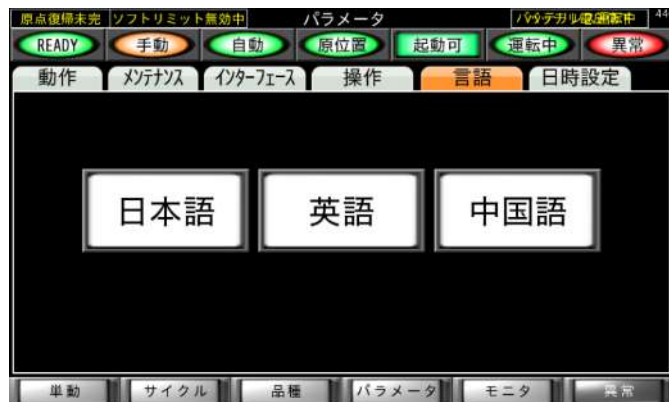 原点復帰未完 ソフトリミット無効中 パラメータ 44
READY 手動 自動 原位置 起動可 運転中 異常
動作 メンテナンス インターフェース 操作 言語 日時設定
日本語 英語 中国語
単動 サイクル 品種 パラメータ モニタ 異常